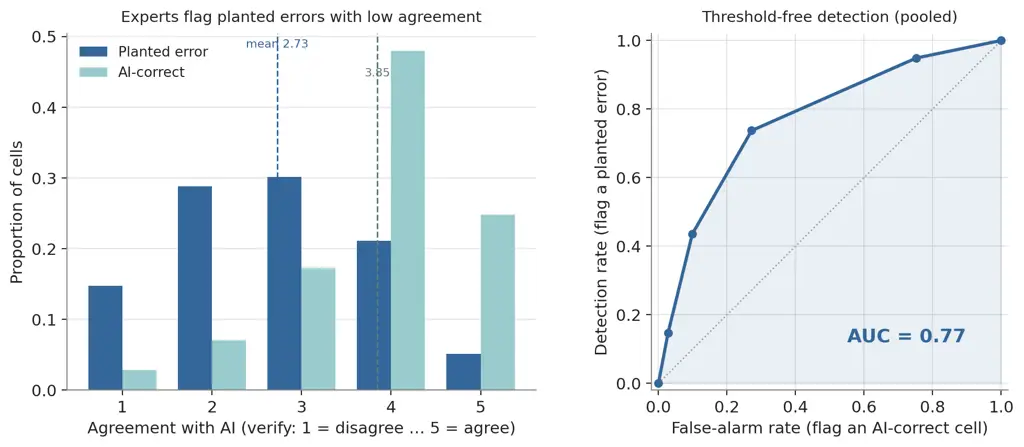 Experts flag planted errors with low agreement
Planted error
AI-correct
mean 2.73
3.85
0.5
0.4
0.3
0.2
0.1
0.0
Proportion of cells
1 2 3 4 5
Agreement with AI (verify: 1 = disagree … 5 = agree)
Threshold-free detection (pooled)
1.0
0.8
0.6
0.4
0.2
0.0
Detection rate (flag a planted error)
AUC = 0.77
0.0 0.2 0.4 0.6 0.8 1.0
False-alarm rate (flag an AI-correct cell)